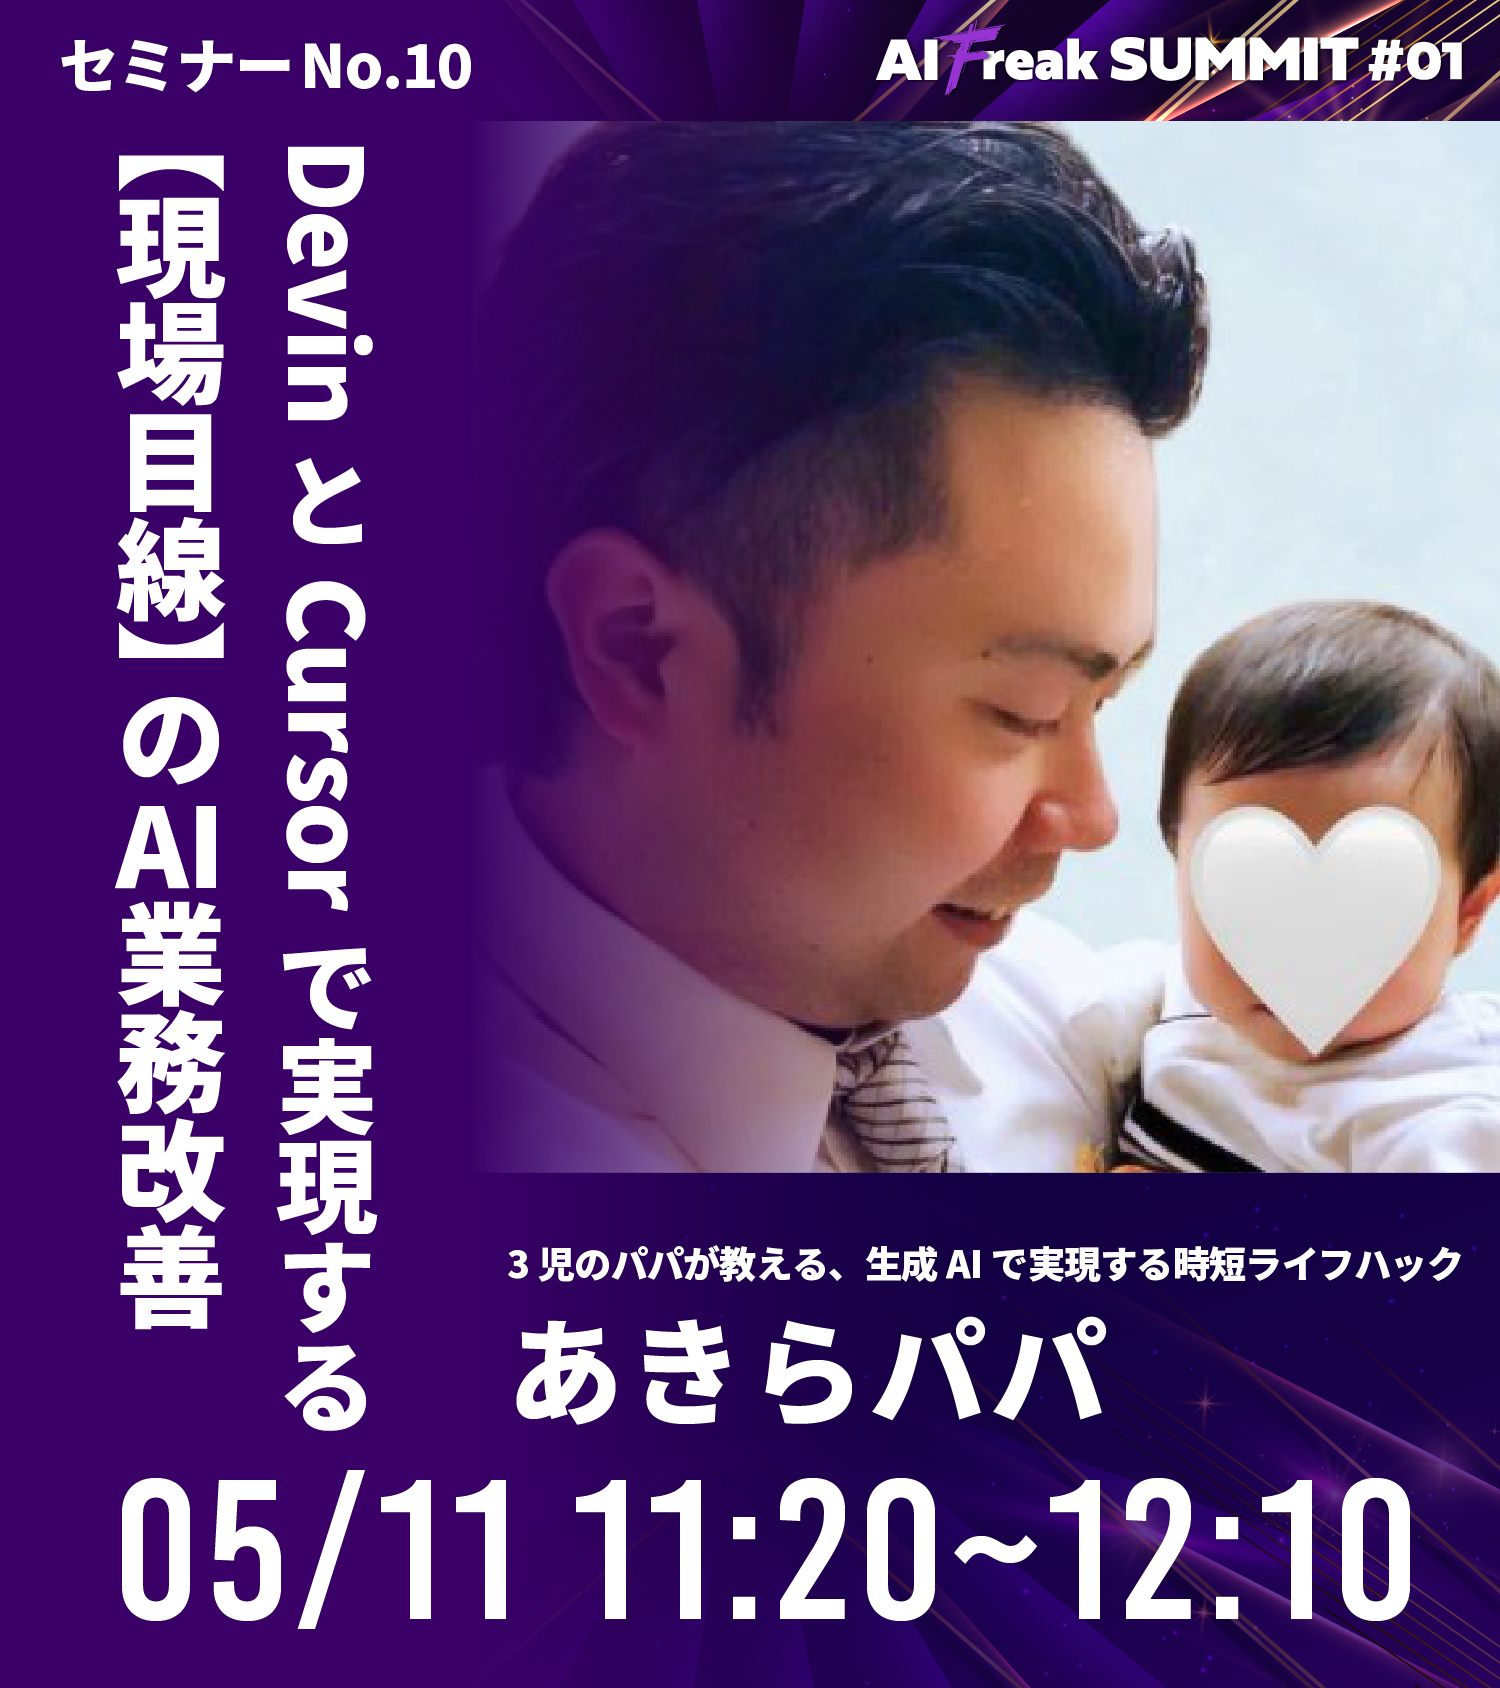 セミナーNo.10
AI Freak SUMMIT #01
Devin と Cursor で実現する
【現場目線】の AI業務改善
3 児のパパが教える、生成 AI で実現する時短ライフハック
あきらパパ
05/11 11:20~12:10